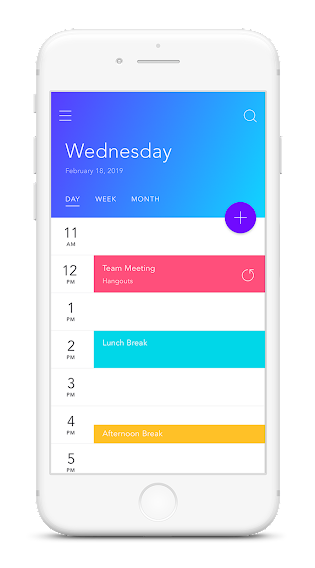 Wednesday
February 18, 2019
DAY WEEK MONTH
11
AM
12
PM
Team Meeting
Hangouts
1
PM
2
PM
Lunch Break
3
PM
4
PM
Afternoon Break
5
PM